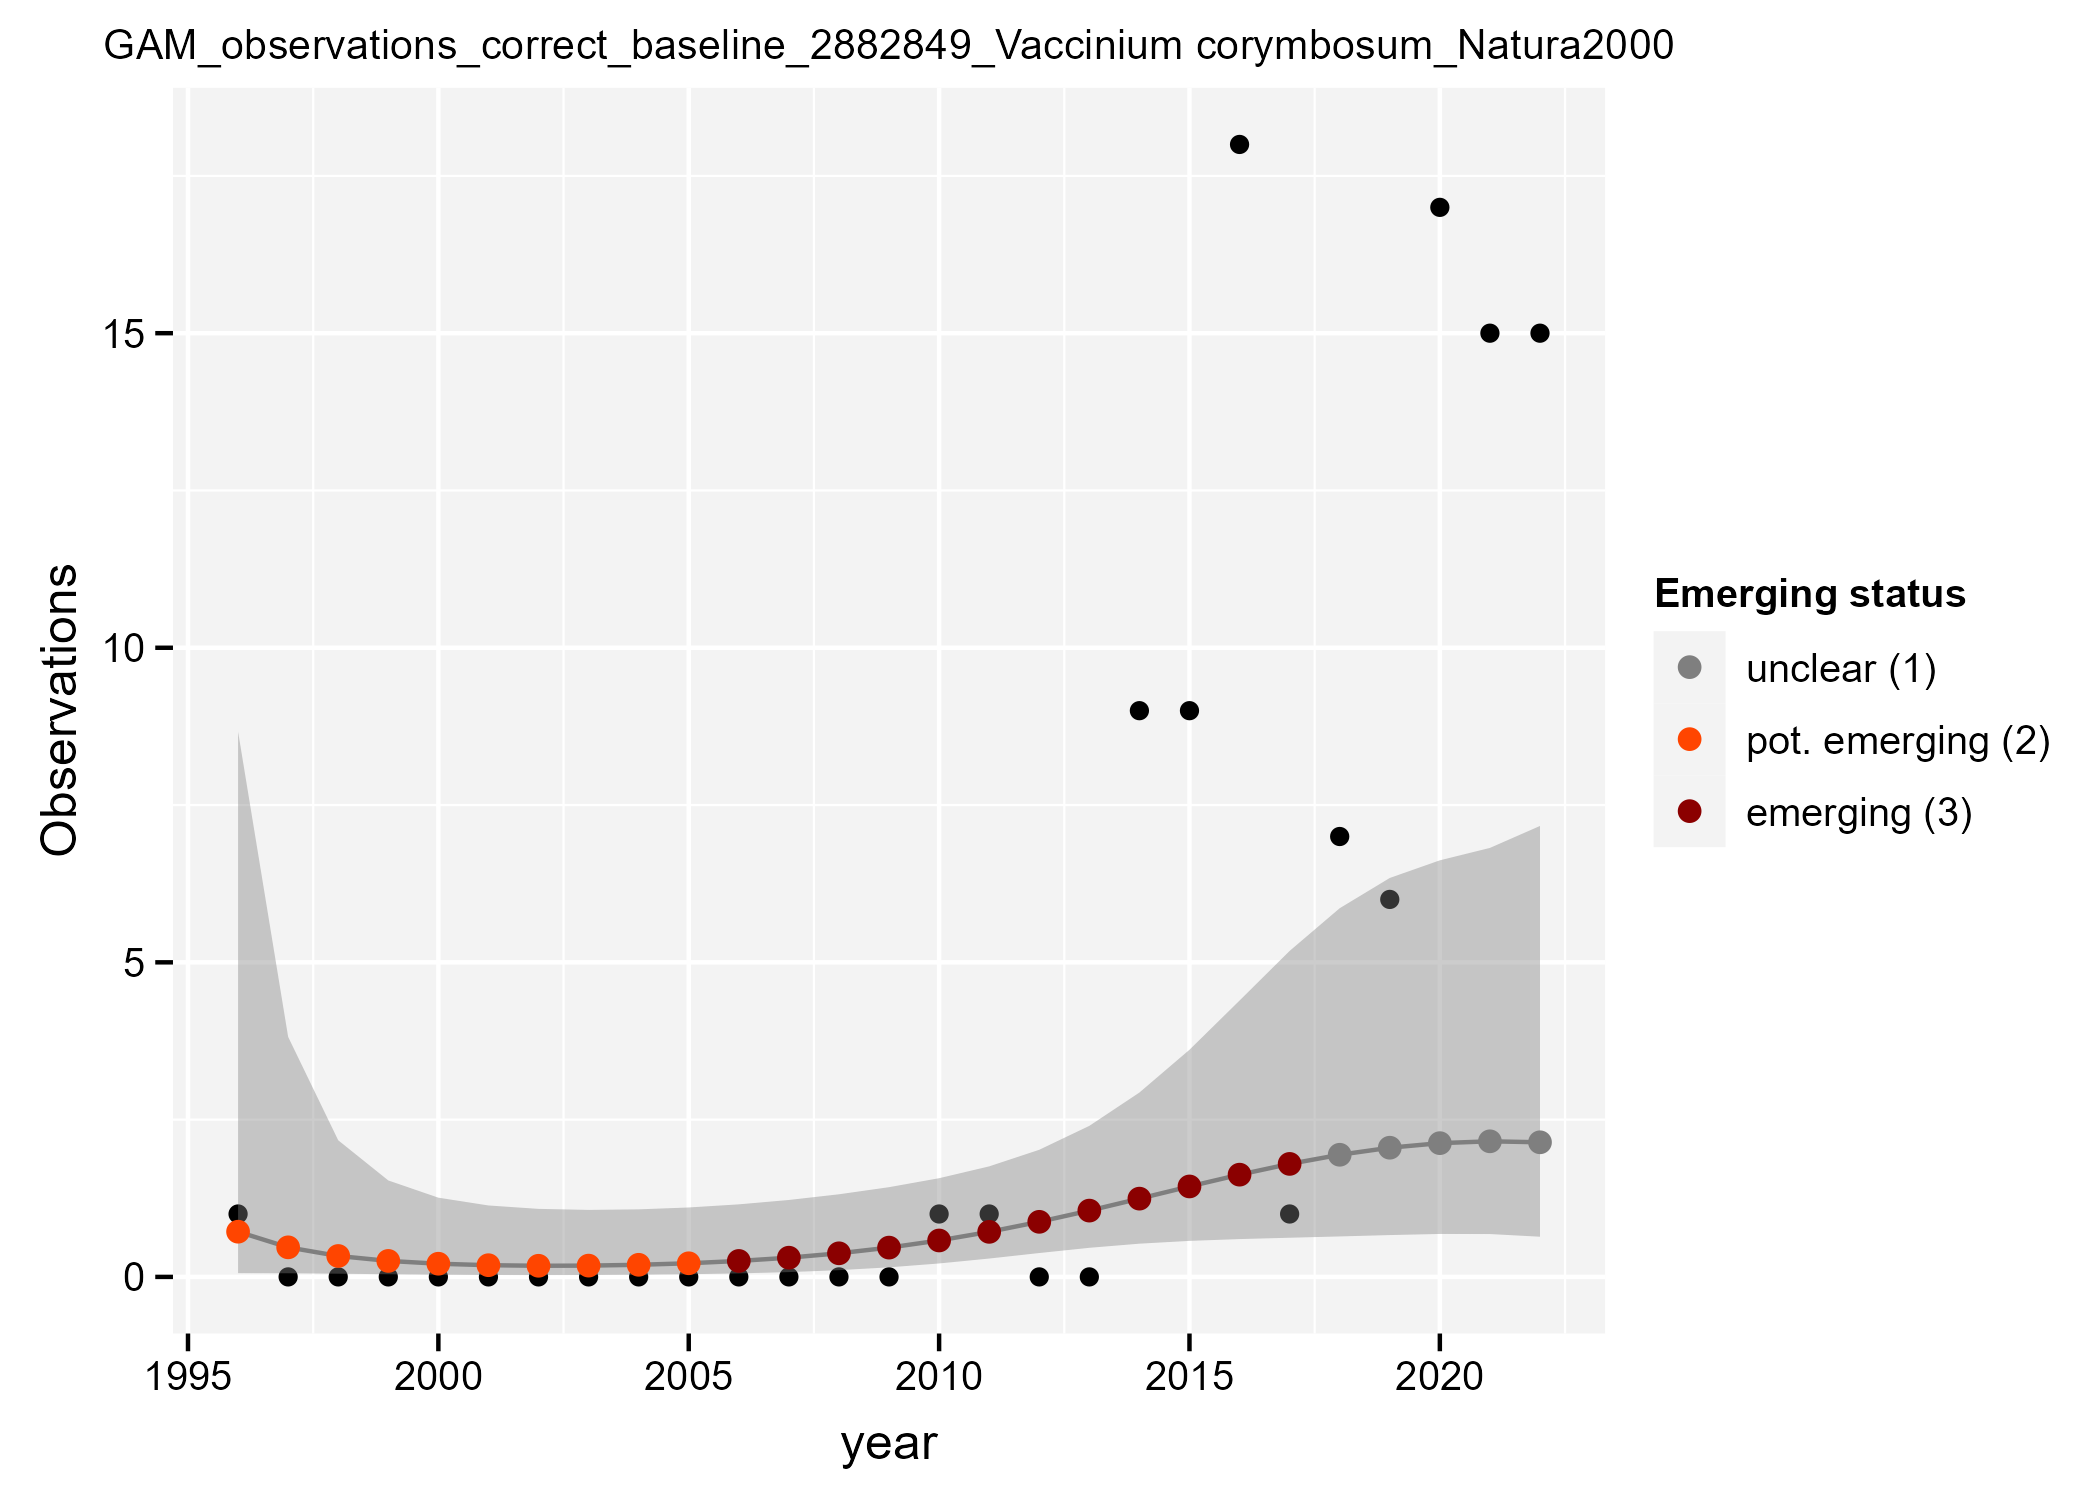 GAM_observations_correct_baseline_2882849_Vaccinium corymbosum_Natura2000
Observations
15
10
5
0
1995 2000 2005 2010 2015 2020
year
Emerging status
unclear (1)
pot. emerging (2)
emerging (3)